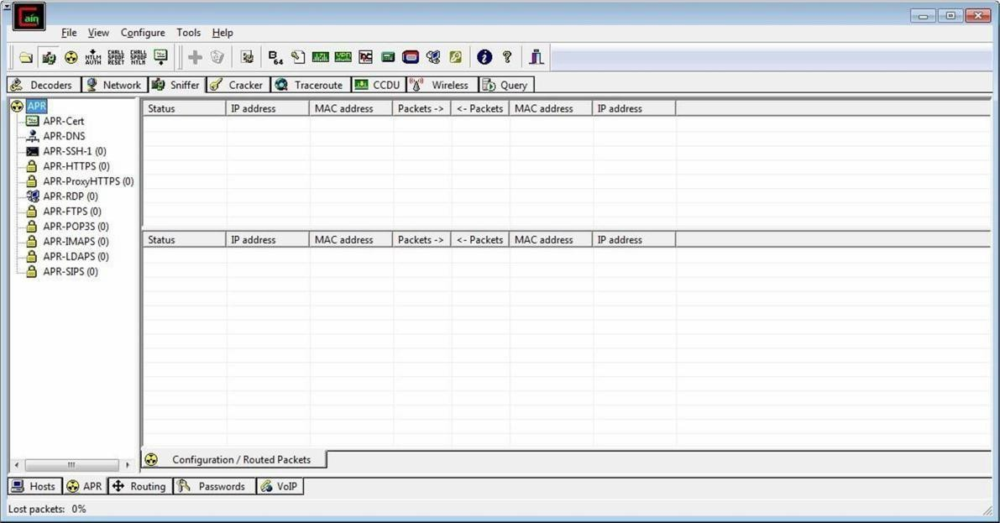 Cain
File View Configure Tools Help
NTLM AUTH CHALL SPOOF RESET CHALL SPOOF NTLM B64
Decoders Network Sniffer Cracker Traceroute CCDU Wireless Query
APR
APR-Cert
APR-DNS
APR-SSH-1 (0)
APR-HTTPS (0)
APR-ProxyHTTPS (0)
APR-RDP (0)
APR-FTPS (0)
APR-POP3S (0)
APR-IMAPS (0)
APR-LDAPS (0)
APR-SIPS (0)
Status IP address MAC address Packets -> <- Packets MAC address IP address
Status IP address MAC address Packets -> <- Packets MAC address IP address
Configuration / Routed Packets
Hosts APR Routing Passwords VoIP
Lost packets: 0%